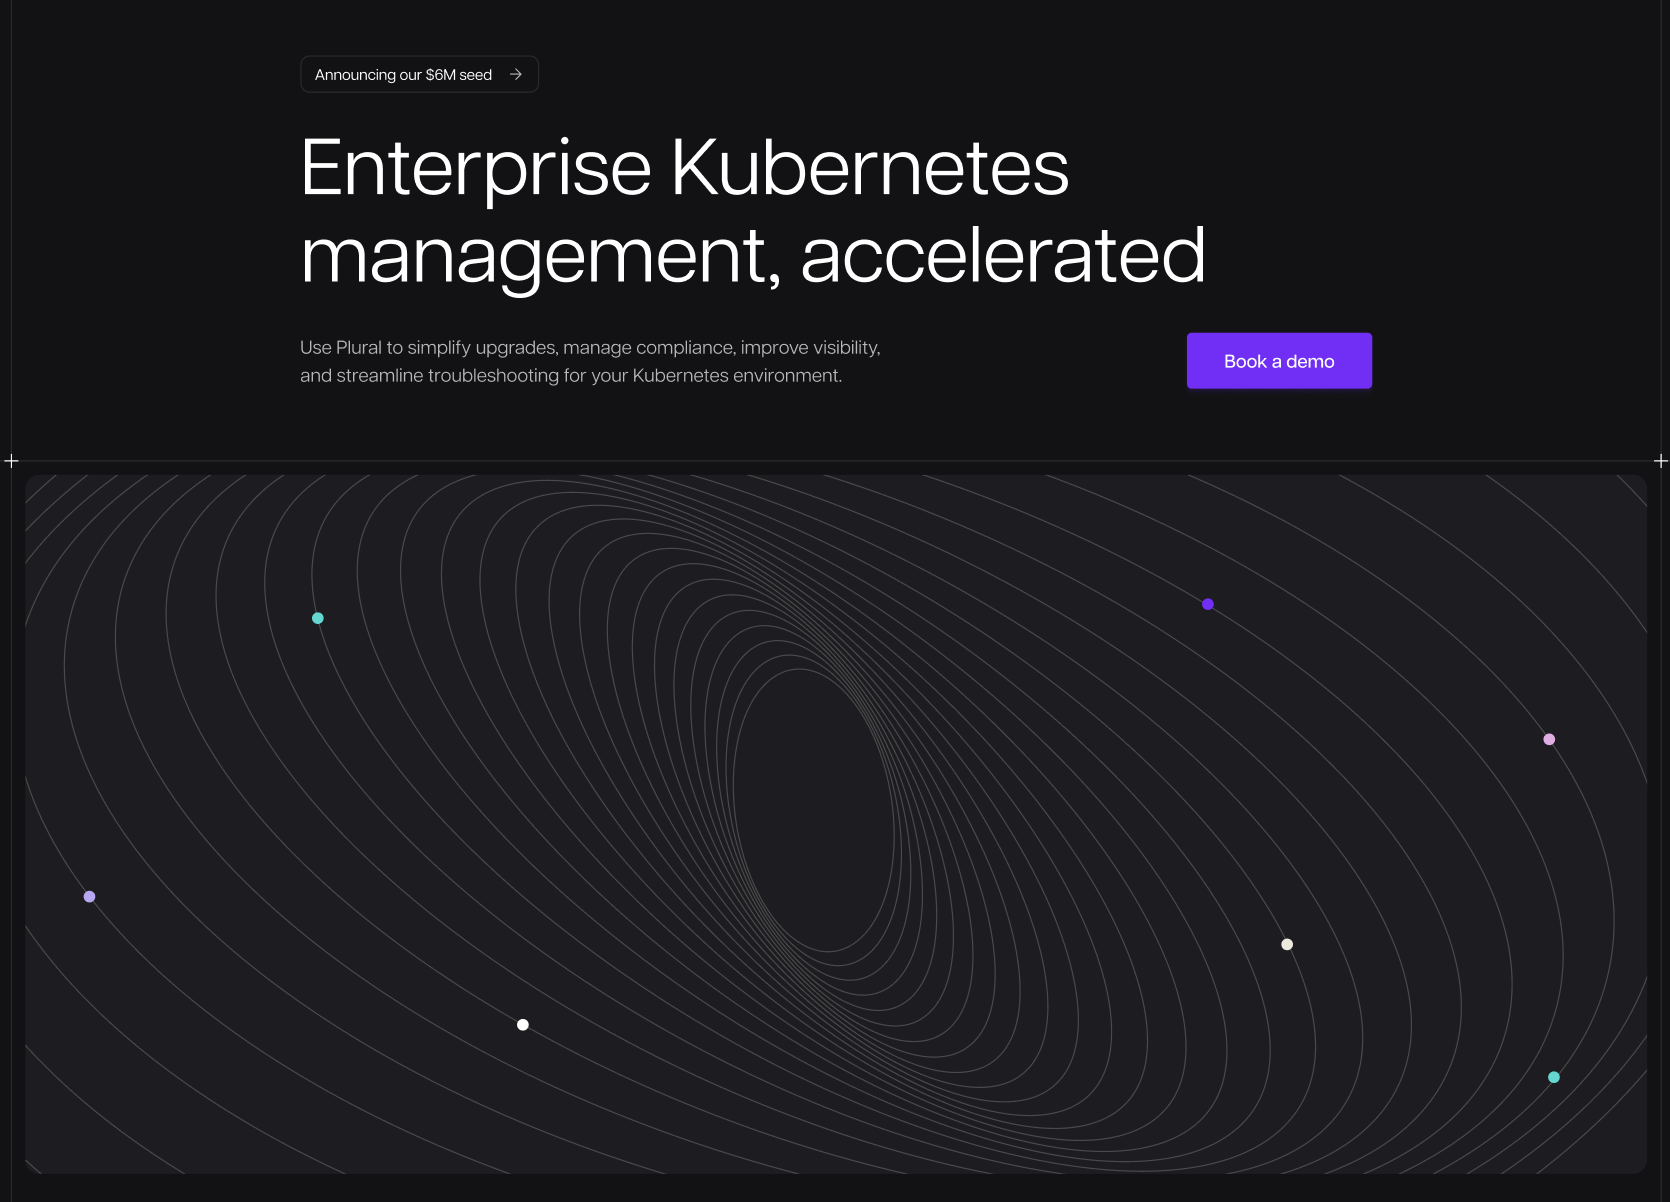 Announcing our $6M seed
Enterprise Kubernetes
management, accelerated
Use Plural to simplify upgrades, manage compliance, improve visibility,
and streamline troubleshooting for your Kubernetes environment.
Book a demo